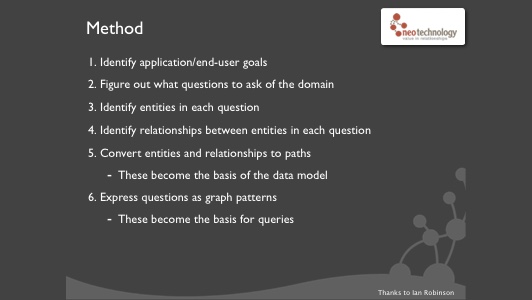 Method
neotechnology
value in relationships
1. Identify application/end-user goals
2. Figure out what questions to ask of the domain
3. Identify entities in each question
4. Identify relationships between entities in each question
5. Convert entities and relationships to paths
- These become the basis of the data model
6. Express questions as graph patterns
- These become the basis for queries
Thanks to Ian Robinson